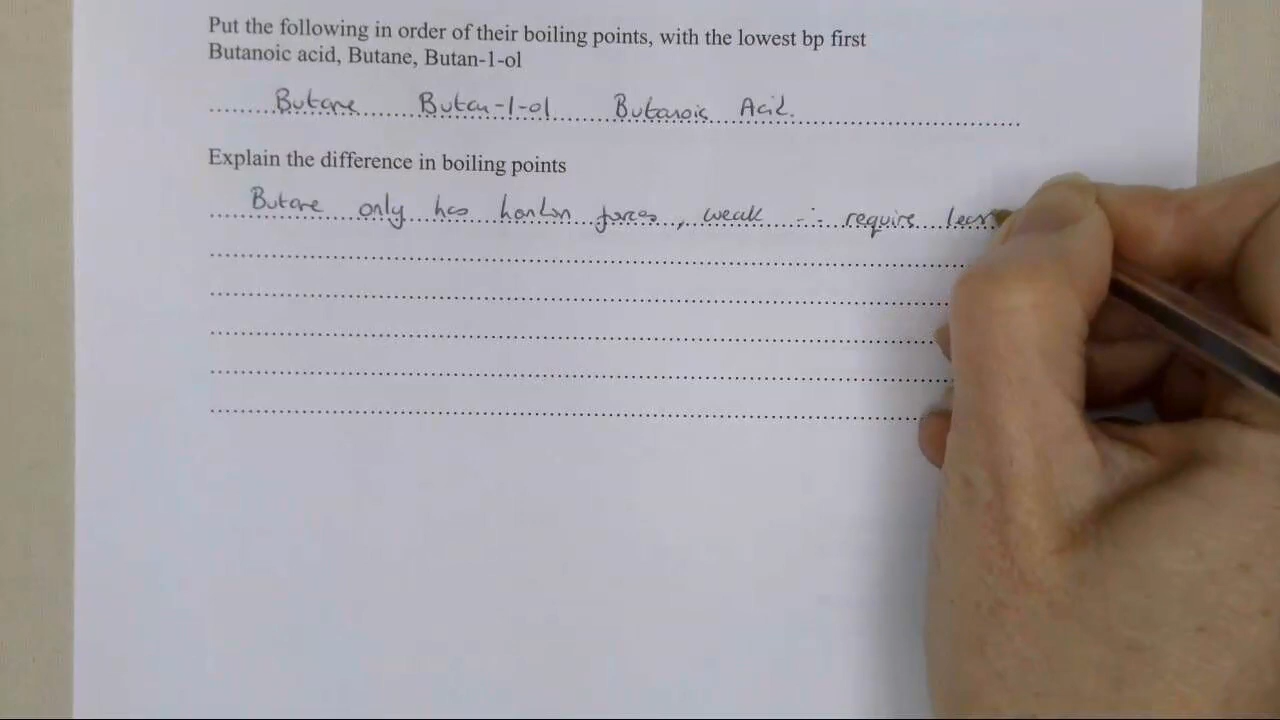 Put the following in order of their boiling points, with the lowest bp first
Butanoic acid, Butane, Butan-1-ol
Butane Butan-1-ol Butanoic Acid.
Explain the difference in boiling points
Butane only has london forces, weak ∴ require less